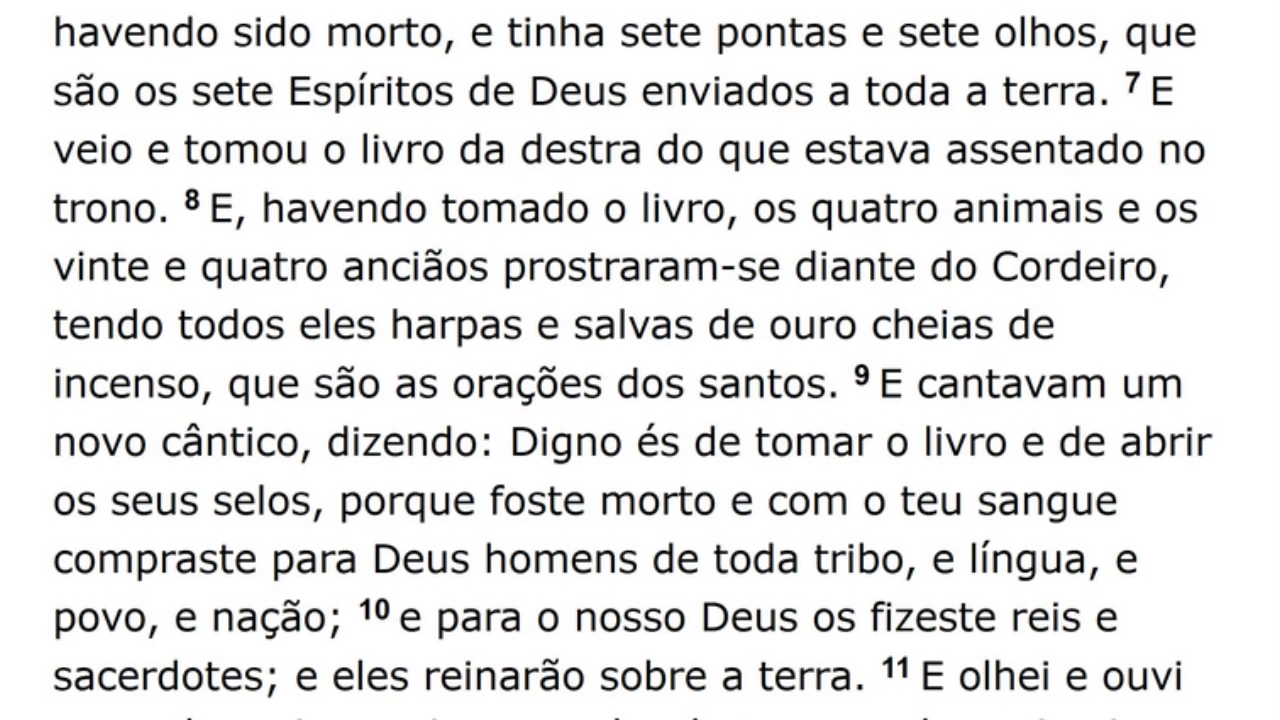 havendo sido morto, e tinha sete pontas e sete olhos, que
são os sete Espíritos de Deus enviados a toda a terra. 7 E
veio e tomou o livro da destra do que estava assentado no
trono. 8 E, havendo tomado o livro, os quatro animais e os
vinte e quatro anciãos prostraram-se diante do Cordeiro,
tendo todos eles harpas e salvas de ouro cheias de
incenso, que são as orações dos santos. 9 E cantavam um
novo cântico, dizendo: Digno és de tomar o livro e de abrir
os seus selos, porque foste morto e com o teu sangue
compraste para Deus homens de toda tribo, e língua, e
povo, e nação; 10 e para o nosso Deus os fizeste reis e
sacerdotes; e eles reinarão sobre a terra. 11 E olhei e ouvi